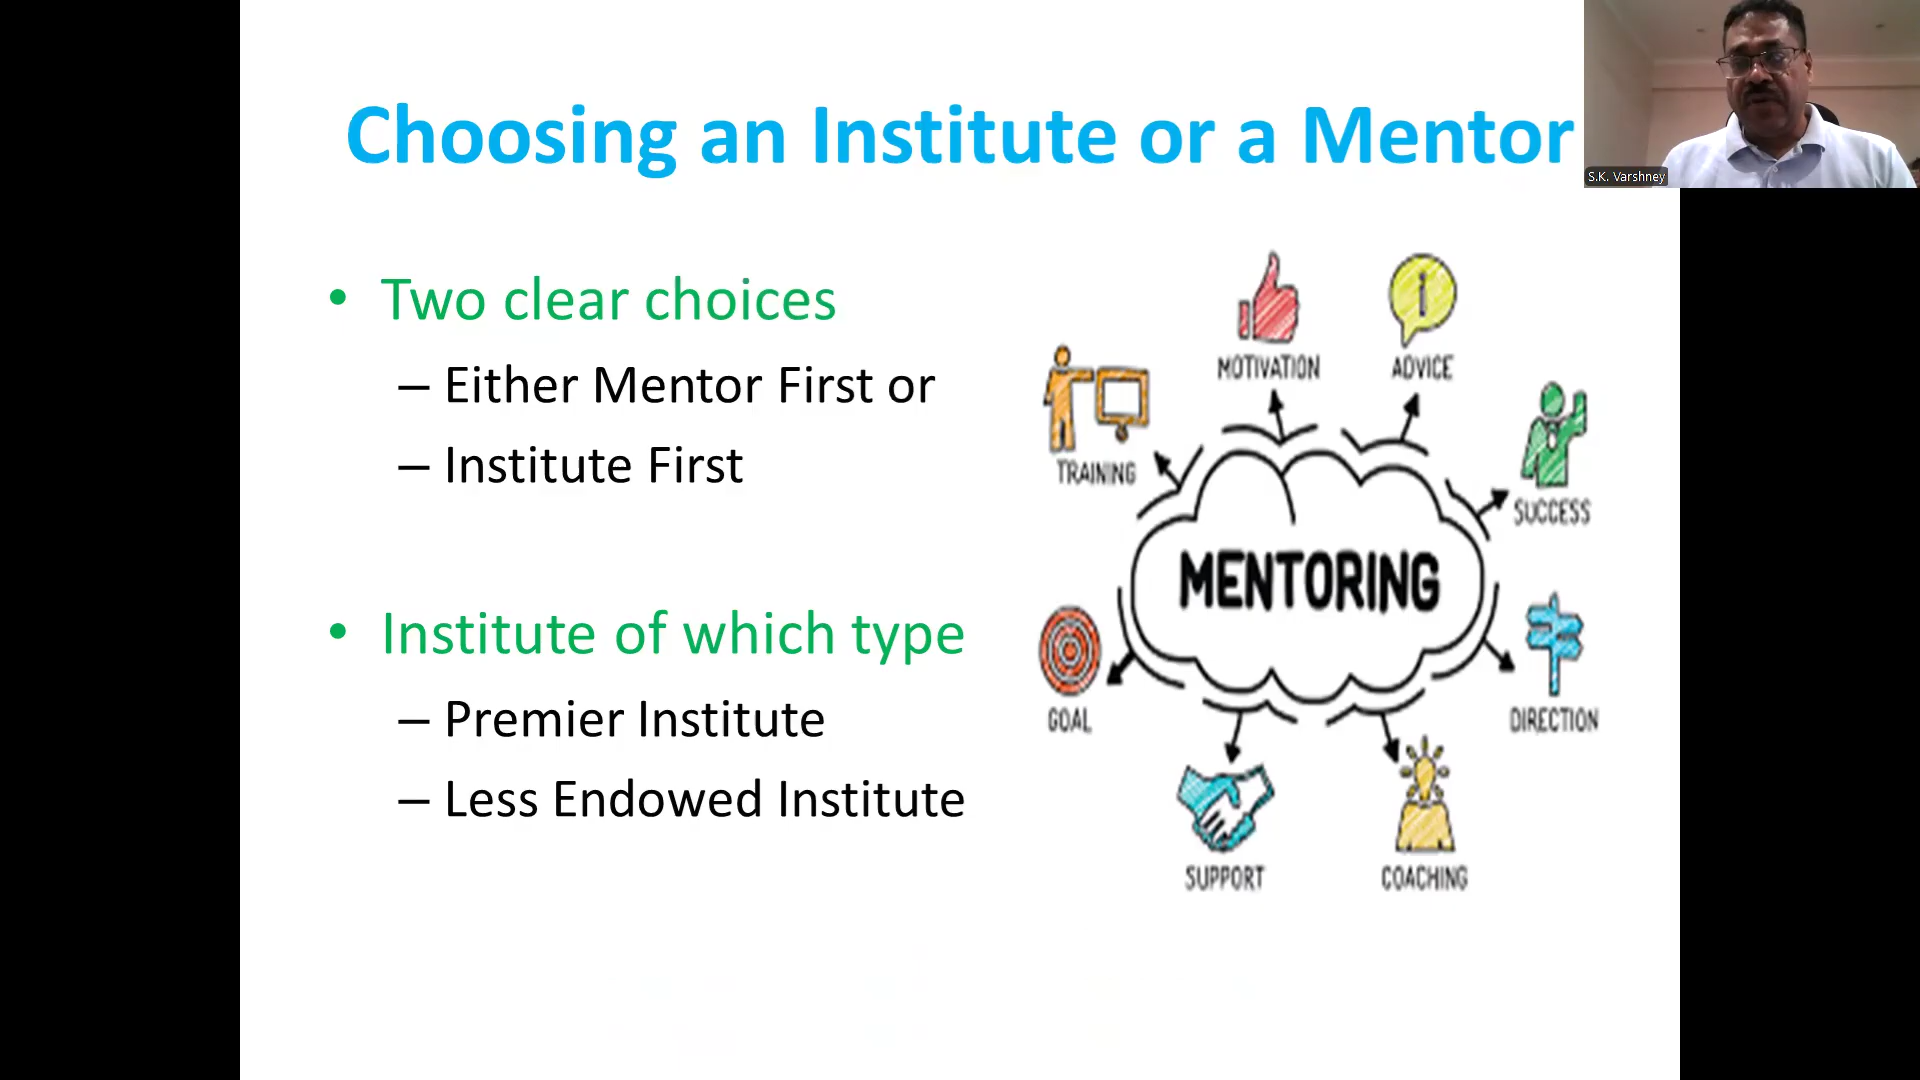 Choosing an Institute or a Mentor
S.K. Varshney
• Two clear choices
– Either Mentor First or
– Institute First
• Institute of which type
– Premier Institute
– Less Endowed Institute
MOTIVATION
ADVICE
TRAINING
SUCCESS
MENTORING
GOAL
DIRECTION
SUPPORT
COACHING